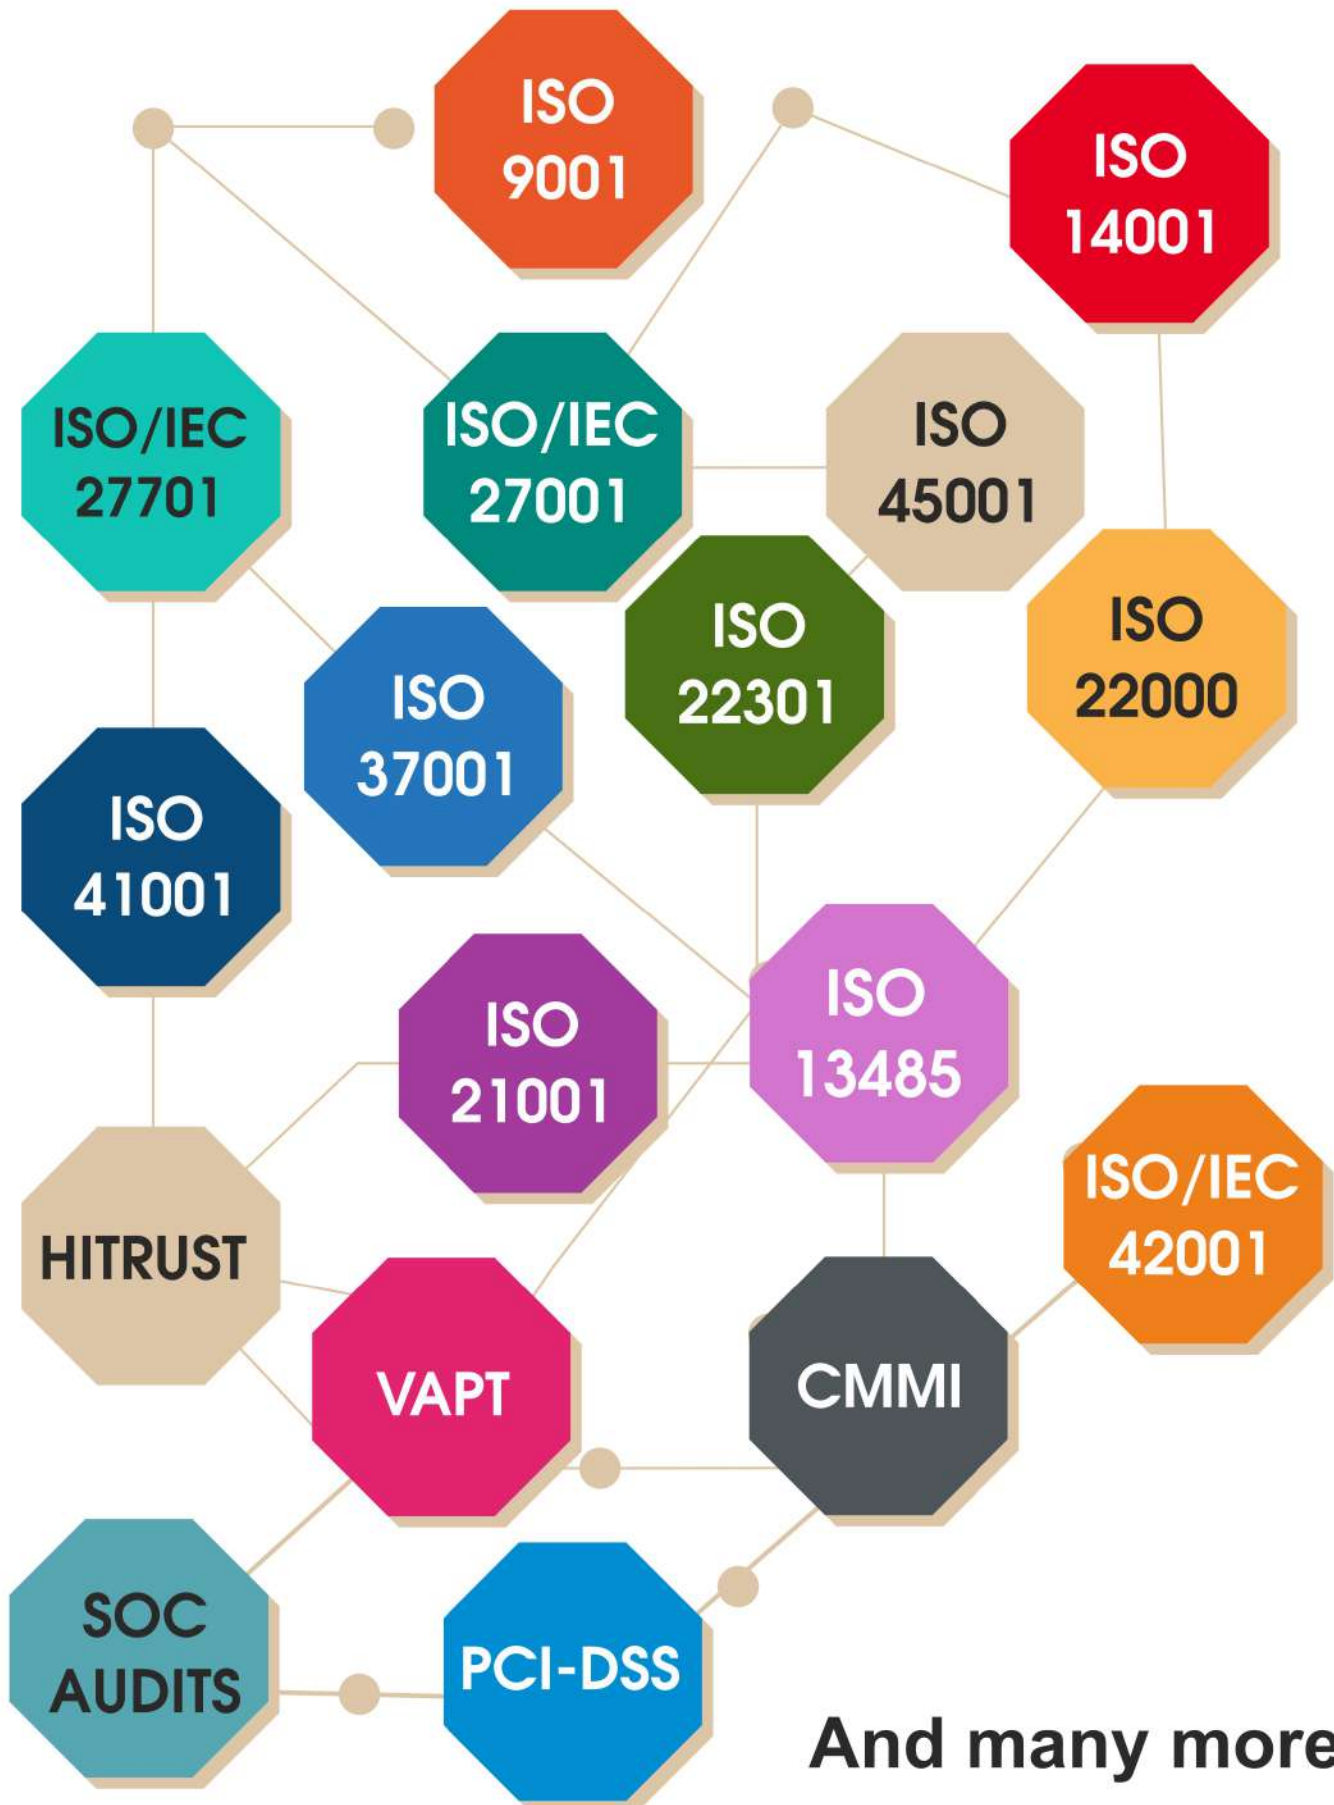 ISO
9001
ISO
14001
ISO/IEC
27701
ISO/IEC
27001
ISO
45001
ISO
22301
ISO
22000
ISO
37001
ISO
41001
ISO
21001
ISO
13485
ISO/IEC
42001
HITRUST
VAPT
CMMI
SOC
AUDITS
PCI-DSS
And many more